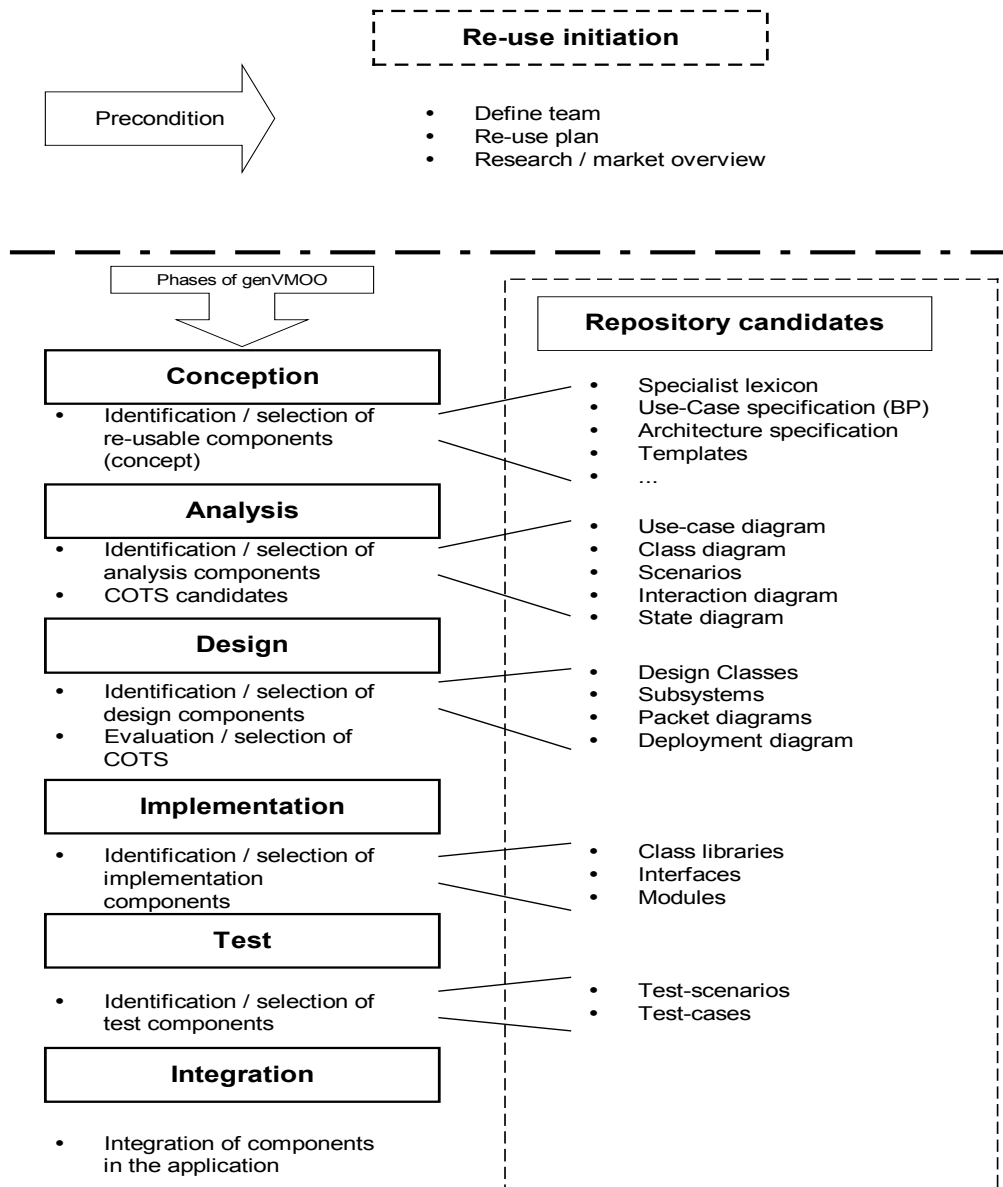 Re-use initiation
Precondition
• Define team
• Re-use plan
• Research / market overview
Phases of genVMOO
Repository candidates
Conception
• Identification / selection of
re-usable components
(concept)
• Specialist lexicon
• Use-Case specification (BP)
• Architecture specification
• Templates
• ...
Analysis
• Identification / selection of
analysis components
• COTS candidates
• Use-case diagram
• Class diagram
• Scenarios
• Interaction diagram
• State diagram
Design
• Identification / selection of
design components
• Evaluation / selection of
COTS
• Design Classes
• Subsystems
• Packet diagrams
• Deployment diagram
Implementation
• Identification / selection of
implementation
components
• Class libraries
• Interfaces
• Modules
Test
• Identification / selection of
test components
• Test-scenarios
• Test-cases
Integration
• Integration of components
in the application